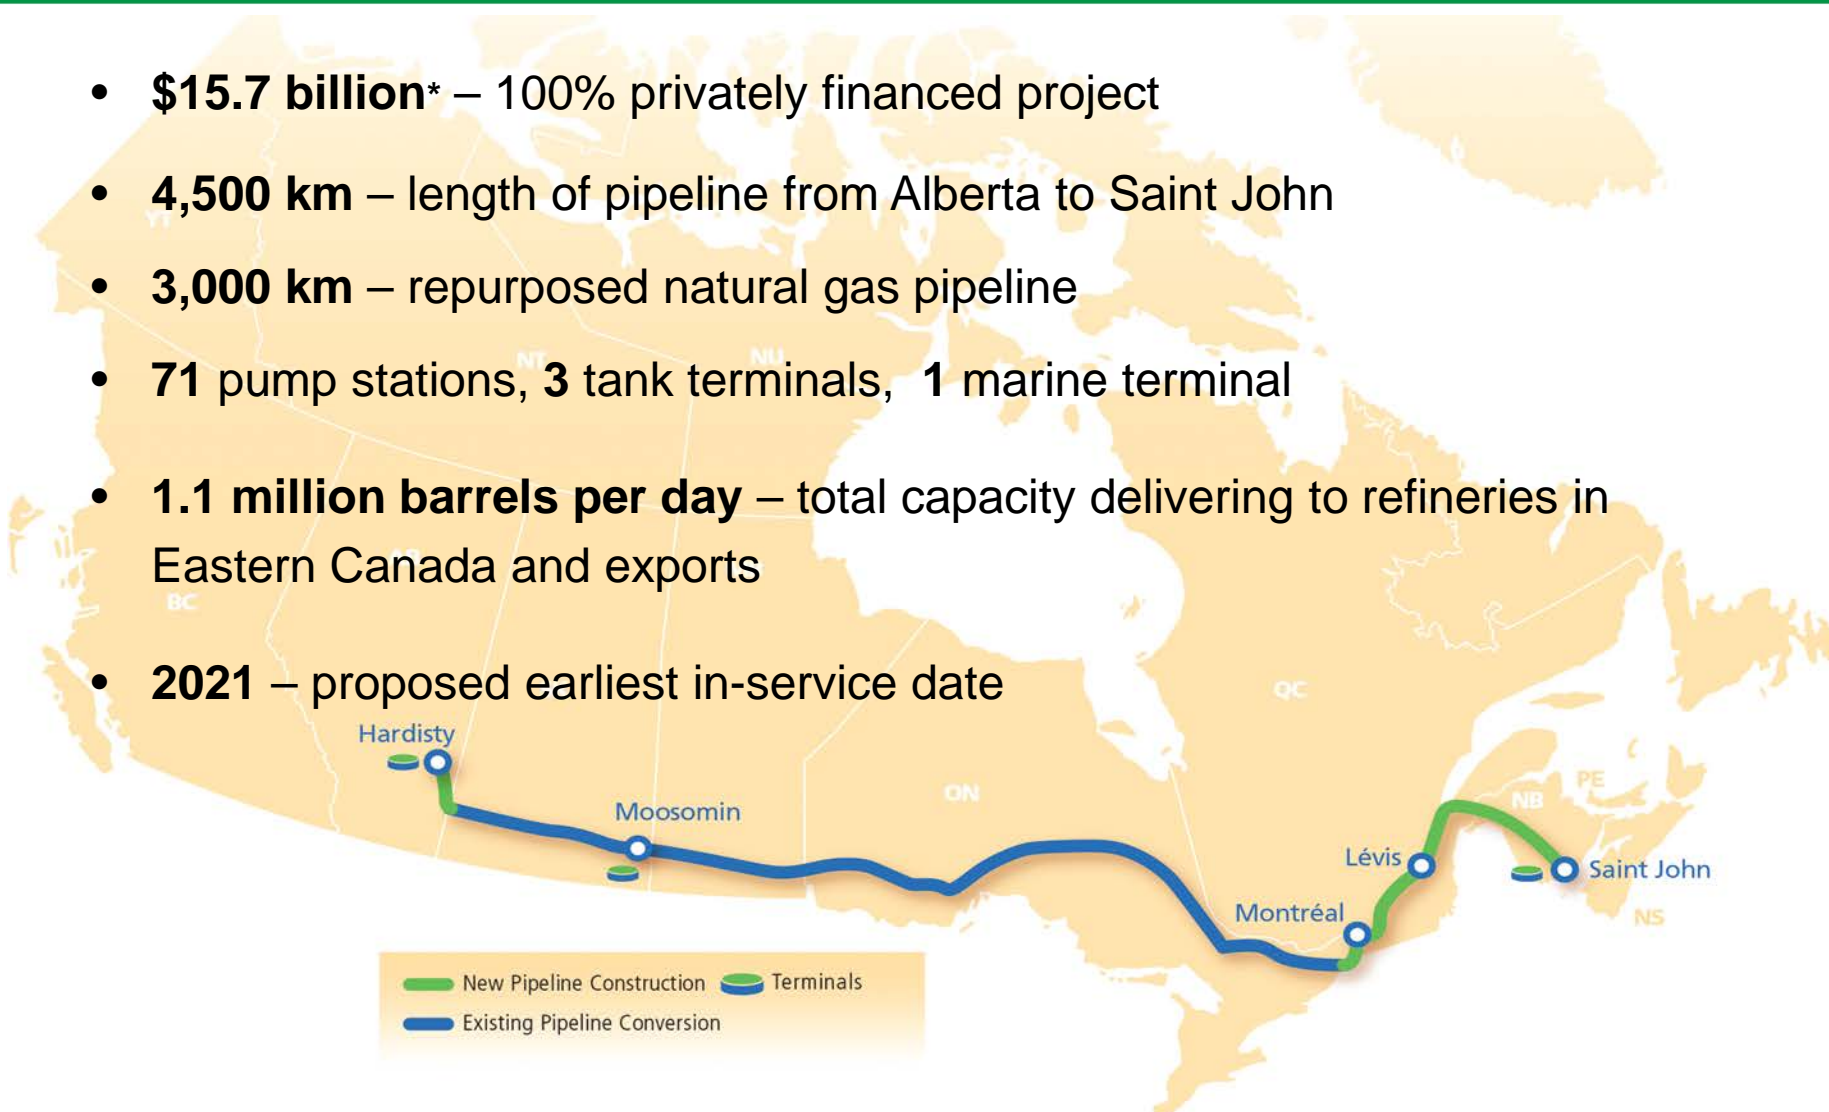 • $15.7 billion* – 100% privately financed project
• 4,500 km – length of pipeline from Alberta to Saint John
YT
• 3,000 km – repurposed natural gas pipeline
NT
NU
• 71 pump stations, 3 tank terminals, 1 marine terminal
• 1.1 million barrels per day – total capacity delivering to refineries in
Eastern Canada and exports
BC
• 2021 – proposed earliest in-service date
QC
Hardisty
Moosomin
ON
PE
NB
Lévis
Saint John
Montréal
NS
New Pipeline Construction
Terminals
Existing Pipeline Conversion